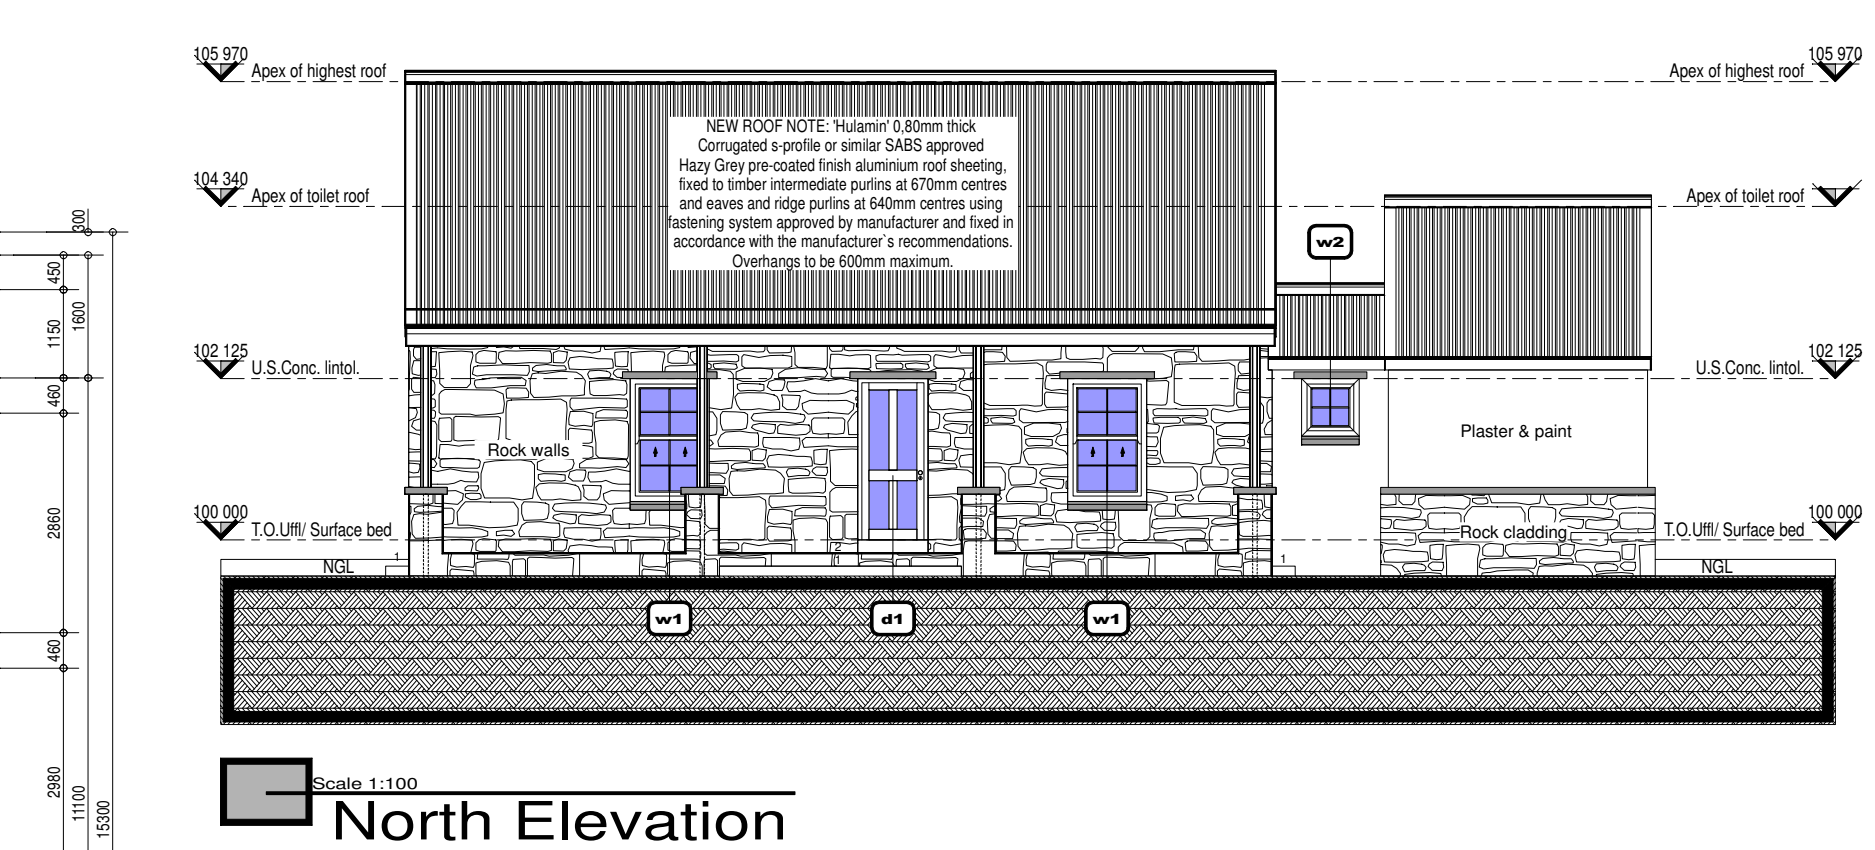 105 970
Apex of highest roof
105 970
Apex of highest roof
NEW ROOF NOTE: 'Hulamin' 0,80mm thick
Corrugated s-profile or similar SABS approved
Hazy Grey pre-coated finish aluminium roof sheeting,
fixed to timber intermediate purlins at 670mm centres
and eaves and ridge purlins at 640mm centres using
fastening system approved by manufacturer and fixed in
accordance with the manufacturer`s recommendations.
Overhangs to be 600mm maximum.
104 340
Apex of toilet roof
Apex of toilet roof
w2
300
450
1150
1600
460
2860
460
2980
11100
15300
102 125
U.S.Conc. lintol.
102 125
U.S.Conc. lintol.
Rock walls
Plaster & paint
100 000
T.O.Uffl/ Surface bed
Rock cladding
100 000
T.O.Uffl/ Surface bed
1
NGL
2
1
1
NGL
w1
d1
w1
Scale 1:100
North Elevation